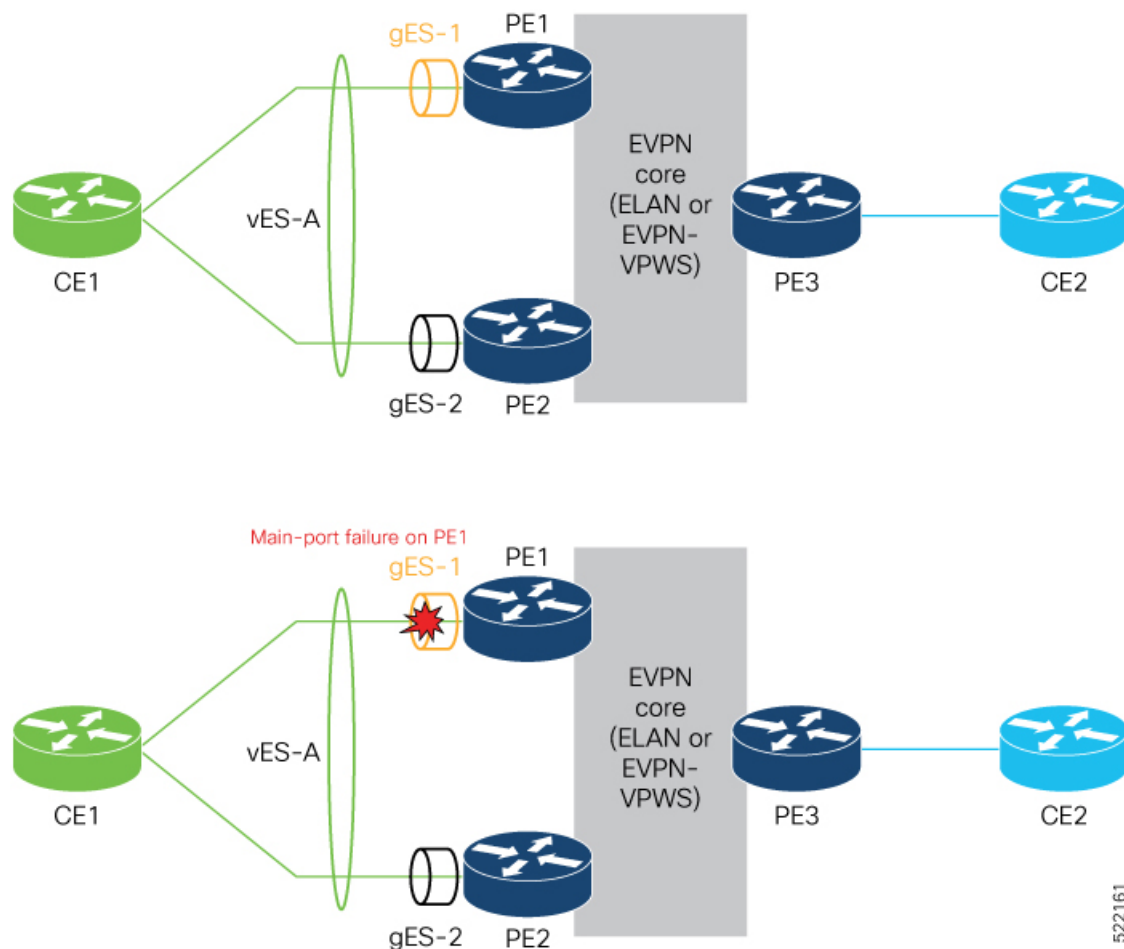 PE1
gES-1
EVPN
core
(ELAN or
EVPN-
VPWS)
vES-A
CE1
PE3
CE2
gES-2
PE2
Main-port failure on PE1
gES-1
PE1
EVPN
core
(ELAN or
EVPN-
VPWS)
vES-A
CE1
PE3
CE2
gES-2
PE2
522161